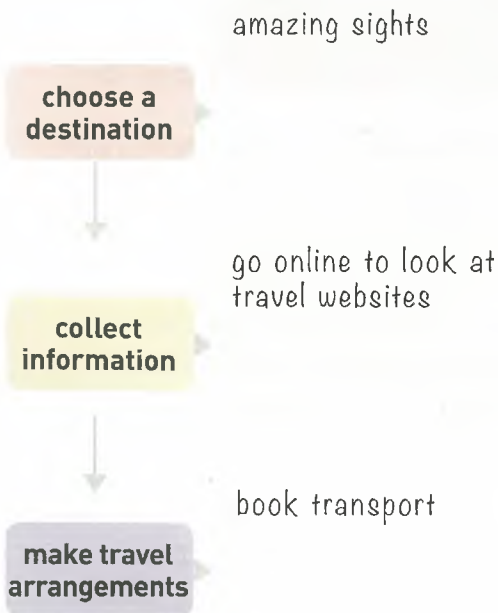 amazing sights
choose a
destination
go online to look at
travel websites
collect
information
book transport
make travel
arrangements